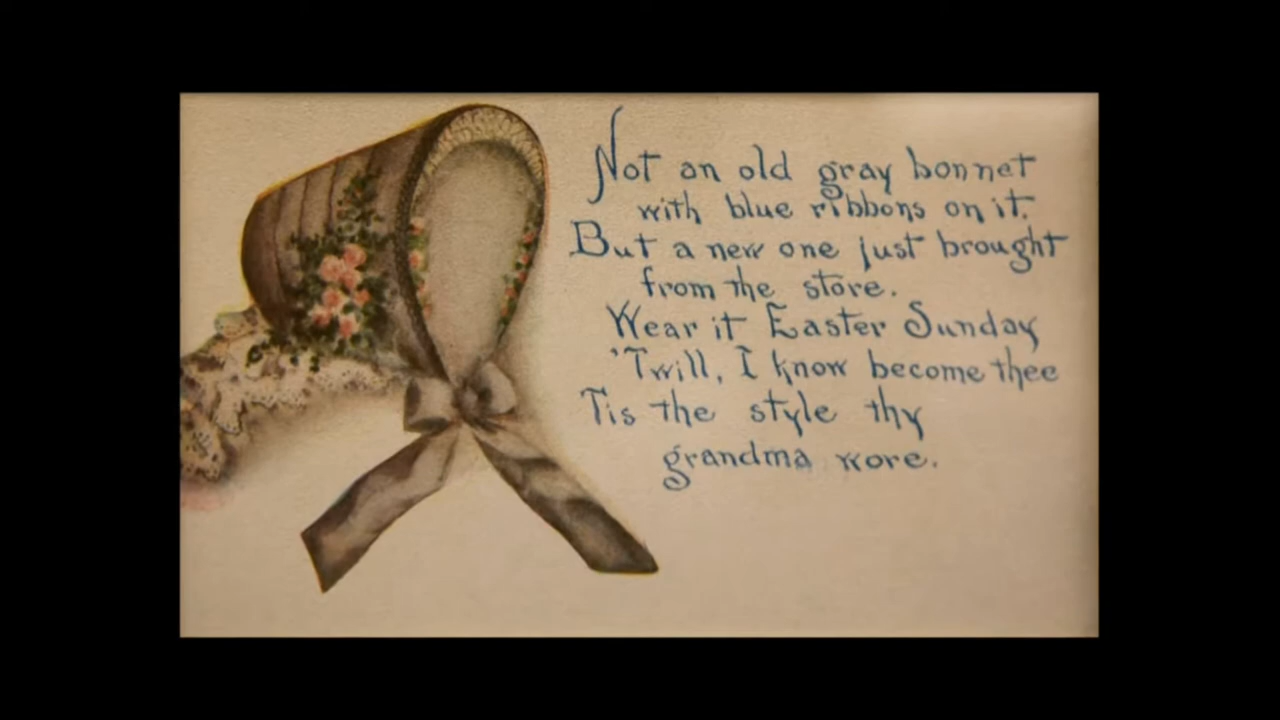 Not an old gray bonnet
with blue ribbons on it.
But a new one just brought
from the store.
Wear it Easter Sunday
'Twill, I know become thee
Tis the style thy
grandma wore.